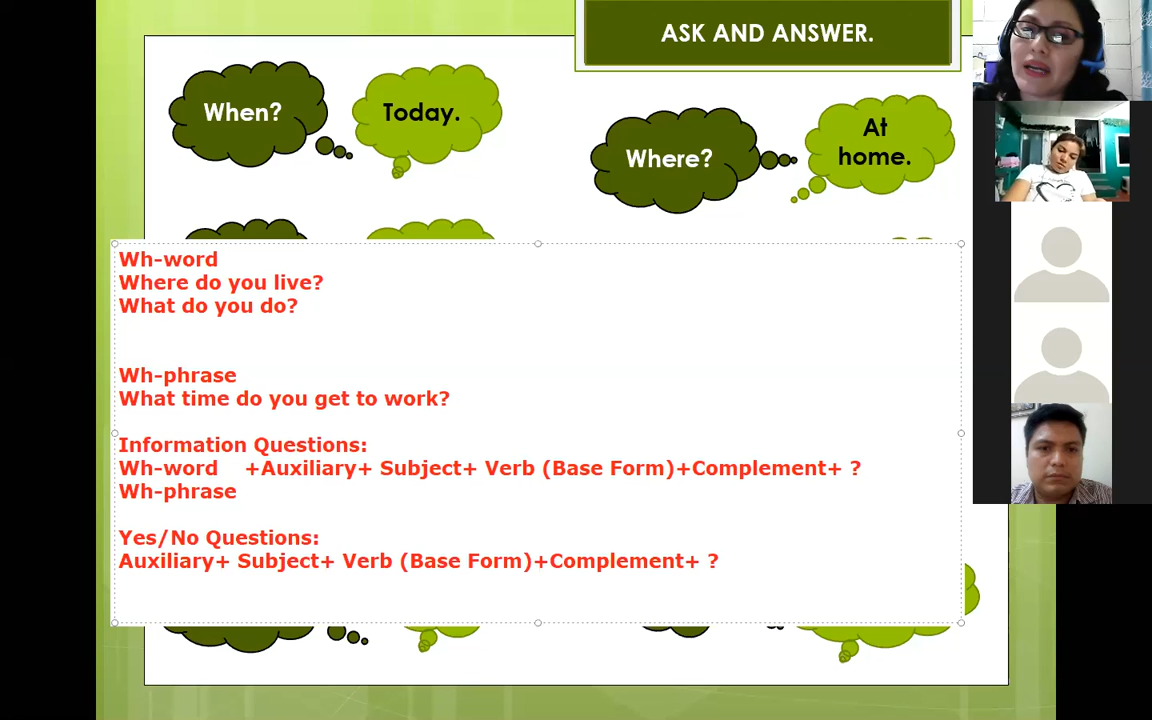 ASK AND ANSWER.
When?
Today.
Where?
At
home.
Wh-word
Where do you live?
What do you do?
Wh-phrase
What time do you get to work?
Information Questions:
Wh-word +Auxiliary+ Subject+ Verb (Base Form)+Complement+ ?
Wh-phrase
Yes/No Questions:
Auxiliary+ Subject+ Verb (Base Form)+Complement+ ?